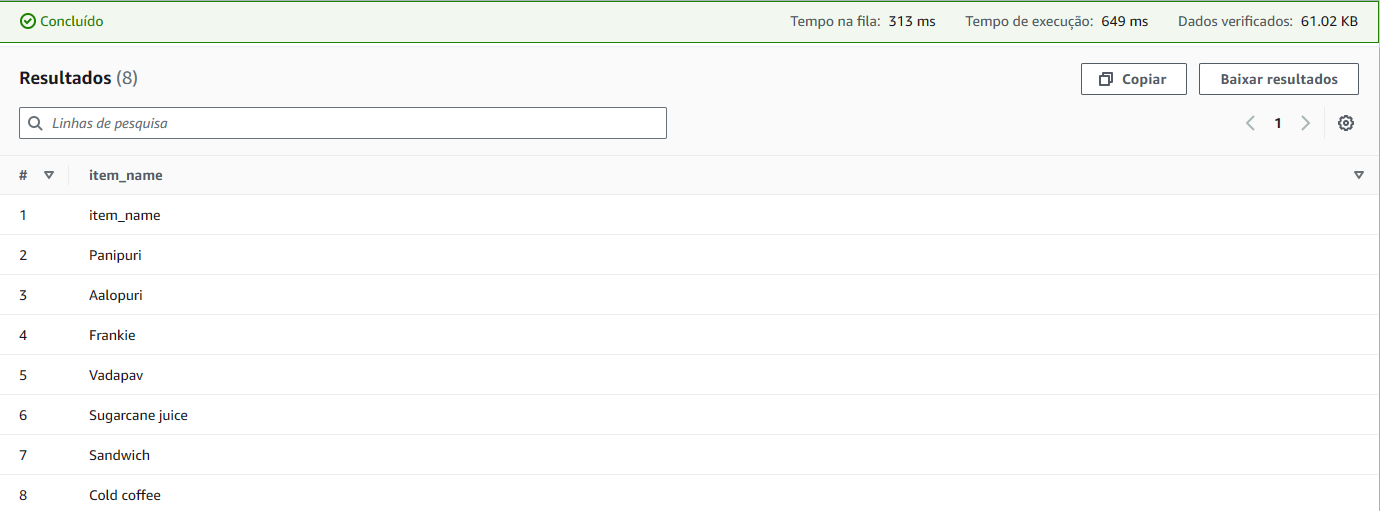 Concluído Tempo na fila: 313 ms Tempo de execução: 649 ms Dados verificados: 61.02 KB
Resultados (8) Copiar Baixar resultados
Linhas de pesquisa 1
# item_name
1 item_name
2 Panipuri
3 Aalopuri
4 Frankie
5 Vadapav
6 Sugarcane juice
7 Sandwich
8 Cold coffee